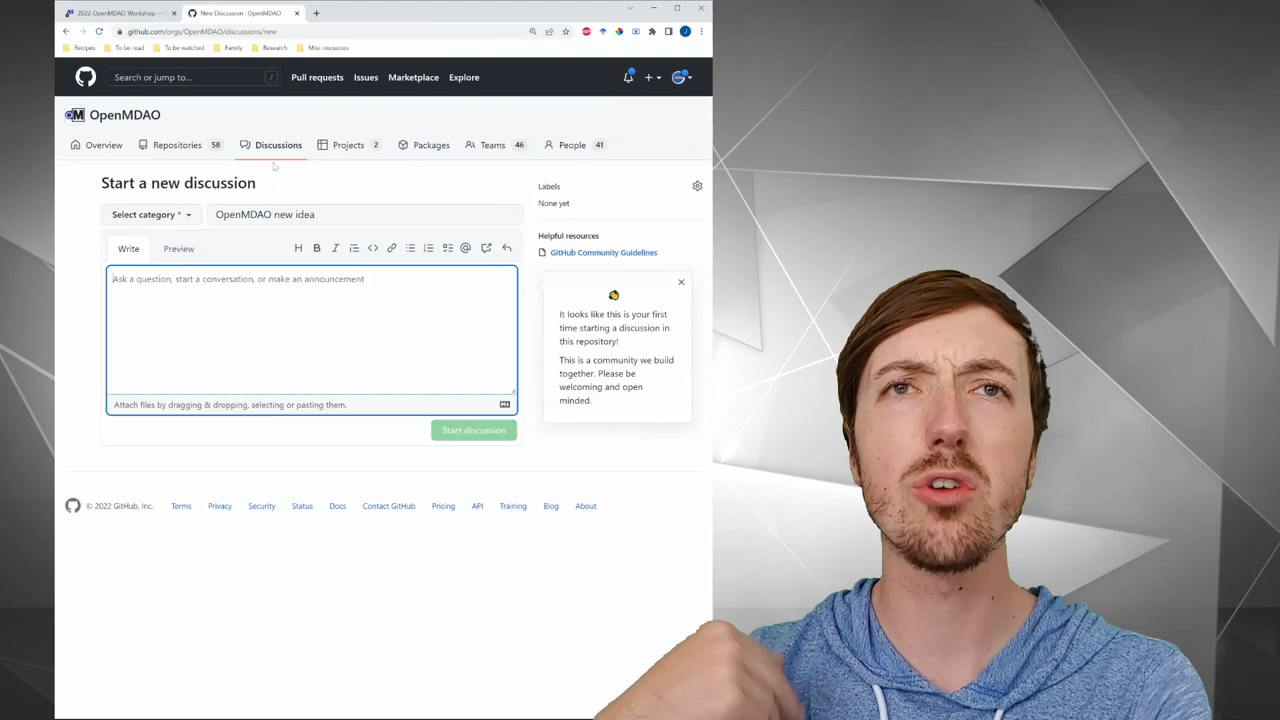 2022 OpenMDAO Workshop —
New Discussion · OpenMDAO
github.com/orgs/OpenMDAO/discussions/new
Recipes
To be read
To be watched
Family
Research
Misc resources
Search or jump to...
/
Pull requests
Issues
Marketplace
Explore
OpenMDAO
Overview
Repositories 58
Discussions
Projects 2
Packages
Teams 46
People 41
Start a new discussion
Select category *
OpenMDAO new idea
Write
Preview
Ask a question, start a conversation, or make an announcement
Attach files by dragging & dropping, selecting or pasting them.
Start discussion
Labels
None yet
Helpful resources
GitHub Community Guidelines
It looks like this is your first
time starting a discussion in
this repository!
This is a community we build
together. Please be
welcoming and open
minded.
© 2022 GitHub, Inc.
Terms
Privacy
Security
Status
Docs
Contact GitHub
Pricing
API
Training
Blog
About